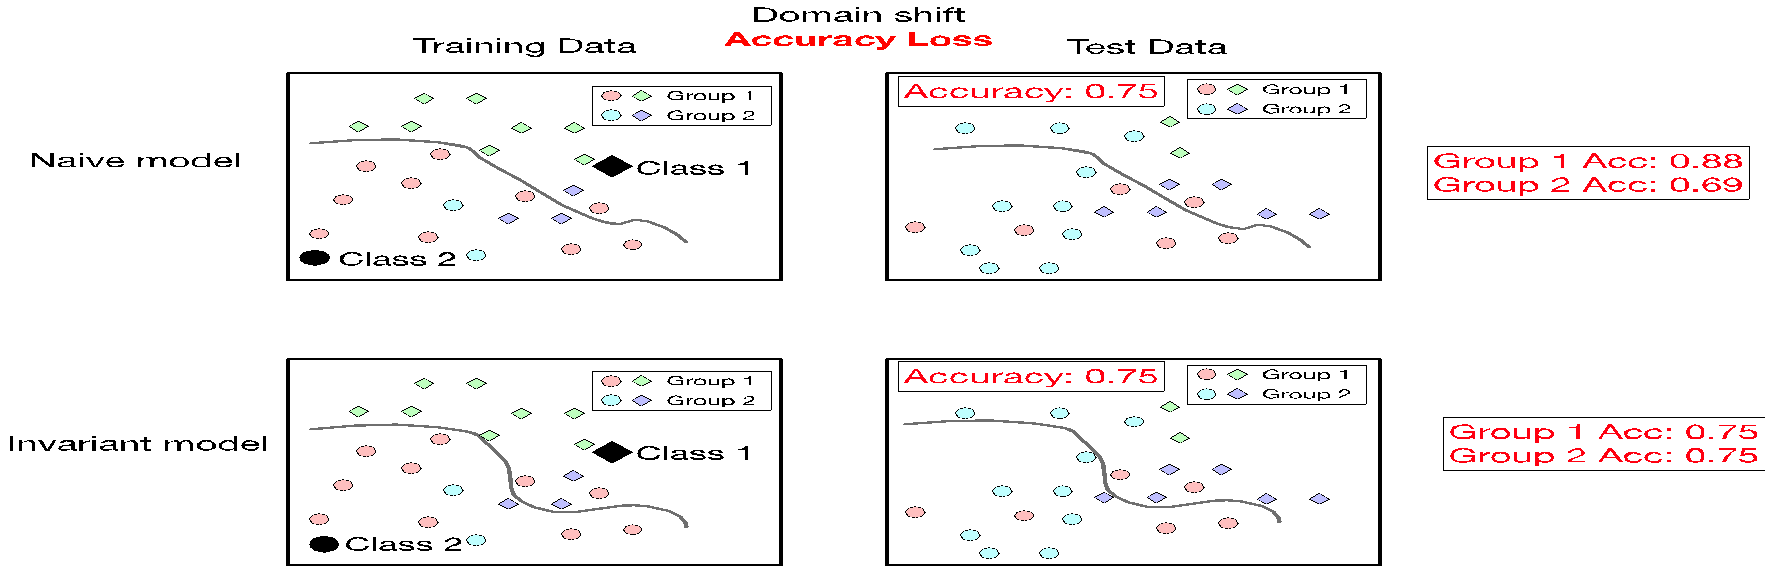 Domain shift
Accuracy Loss
Training Data
Test Data
Naive model
Group 1
Group 2
Class 1
Class 2
Accuracy: 0.75
Group 1
Group 2
Group 1 Acc: 0.88
Group 2 Acc: 0.69
Invariant model
Group 1
Group 2
Class 1
Class 2
Accuracy: 0.75
Group 1
Group 2
Group 1 Acc: 0.75
Group 2 Acc: 0.75